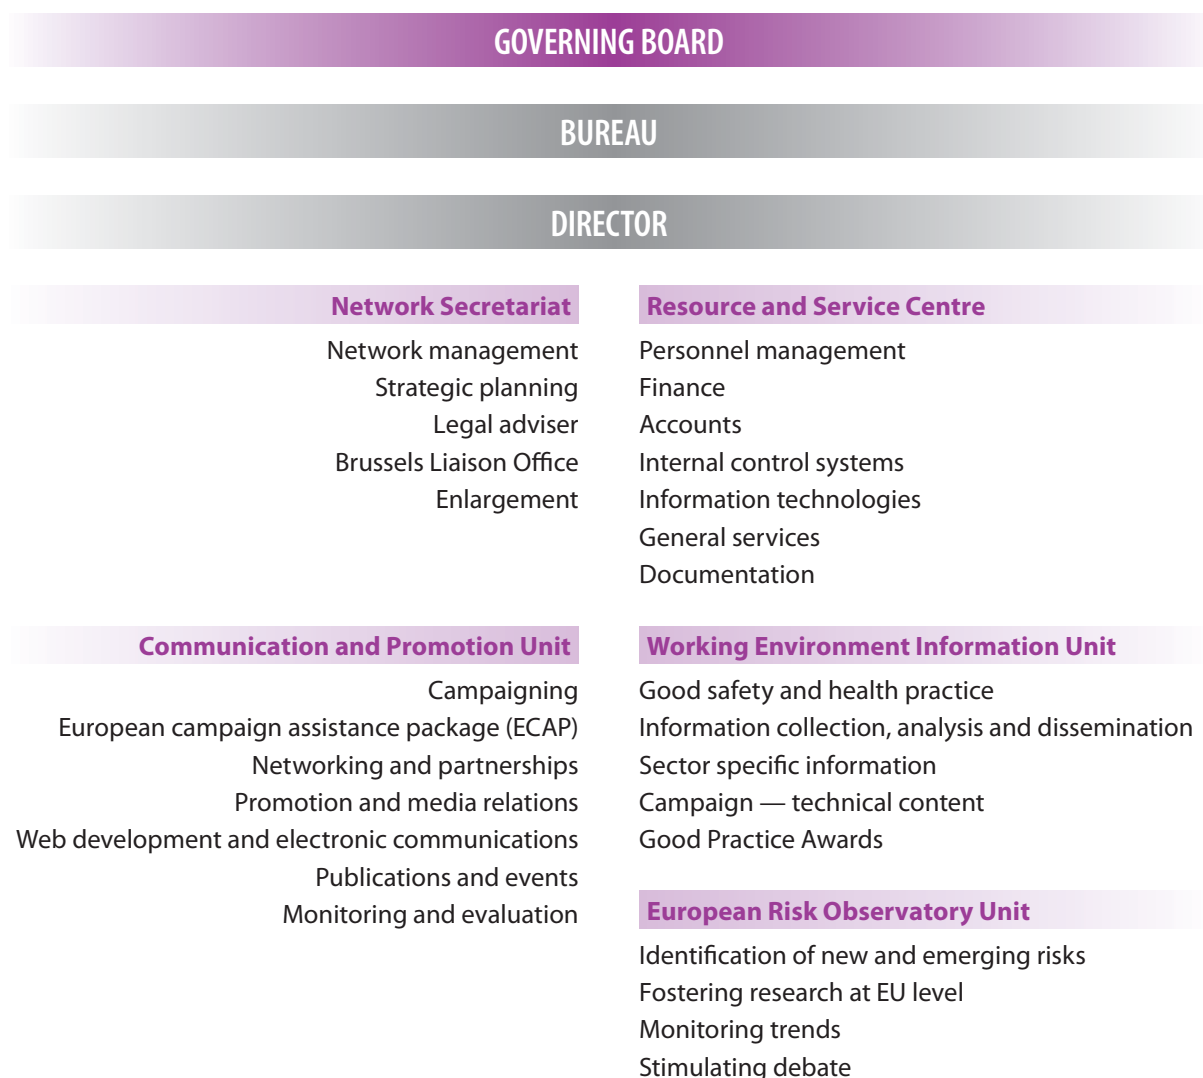 GOVERNING BOARD
BUREAU
DIRECTOR
Network Secretariat
Network management
Strategic planning
Legal adviser
Brussels Liaison Office
Enlargement
Resource and Service Centre
Personnel management
Finance
Accounts
Internal control systems
Information technologies
General services
Documentation
Communication and Promotion Unit
Campaigning
European campaign assistance package (ECAP)
Networking and partnerships
Promotion and media relations
Web development and electronic communications
Publications and events
Monitoring and evaluation
Working Environment Information Unit
Good safety and health practice
Information collection, analysis and dissemination
Sector specific information
Campaign — technical content
Good Practice Awards
European Risk Observatory Unit
Identification of new and emerging risks
Fostering research at EU level
Monitoring trends
Stimulating debate